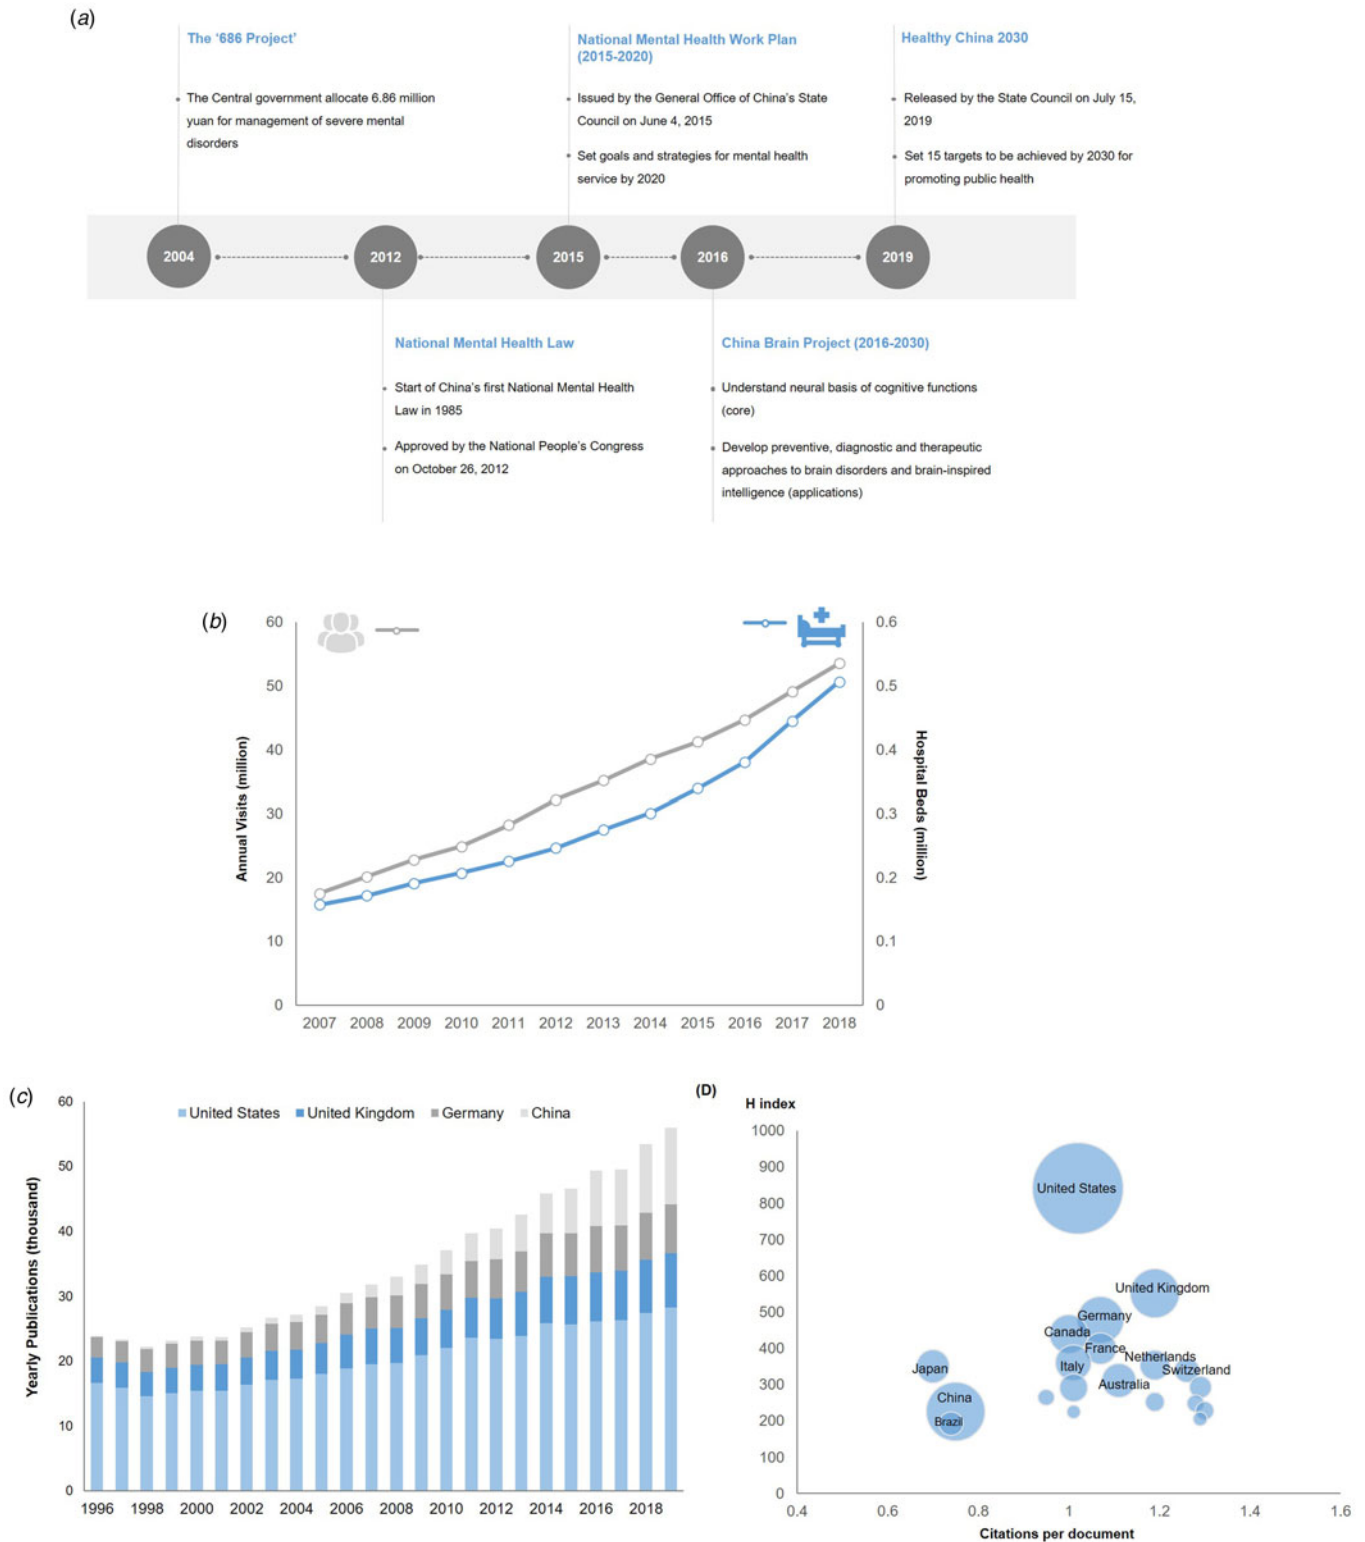 (a)
The '686 Project'
The Central government allocate 6.86 million
yuan for management of severe mental
disorders
National Mental Health Work Plan
(2015-2020)
Issued by the General Office of China's State
Council on June 4, 2015
Set goals and strategies for mental health
service by 2020
Healthy China 2030
Released by the State Council on July 15,
2019
Set 15 targets to be achieved by 2030 for
promoting public health
2004 2012 2015 2016 2019
National Mental Health Law
Start of China's first National Mental Health
Law in 1985
Approved by the National People's Congress
on October 26, 2012
China Brain Project (2016-2030)
Understand neural basis of cognitive functions
(core)
Develop preventive, diagnostic and therapeutic
approaches to brain disorders and brain-inspired
intelligence (applications)
(b)
Annual Visits (million)
60
50
40
30
20
10
0
0.6
0.5
0.4
0.3
0.2
0.1
0
Hospital Beds (million)
2007 2008 2009 2010 2011 2012 2013 2014 2015 2016 2017 2018
(c)
United States United Kingdom Germany China
Yearly Publications (thousand)
60
50
40
30
20
10
0
1996 1998 2000 2002 2004 2006 2008 2010 2012 2014 2016 2018
(D)
H index
1000
900
800
700
600
500
400
300
200
100
0
United States
United Kingdom
Germany
Canada
France
Netherlands
Japan
Italy
Switzerland
Australia
China
Brazil
0.4 0.6 0.8 1 1.2 1.4 1.6
Citations per document